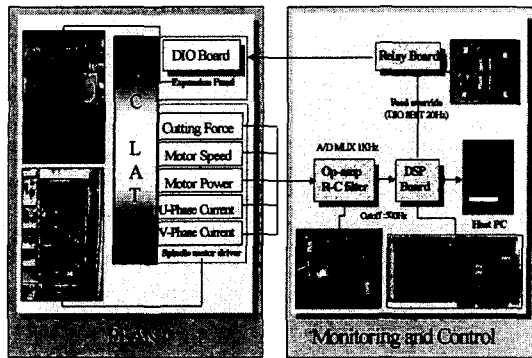 DIO Board
Expansion Panel
C LAT
Cutting Force
Motor Speed
Motor Power
U-Phase Current
V-Phase Current
Spindle motor driver
PLANT
Relay Board
Feed override
(DIO 8BIT 20Hz)
A/D MUX 1KHz
Op-amp
R-C filter
DSP
Board
Cutoff:500Hz
Host PC
Monitoring and Control